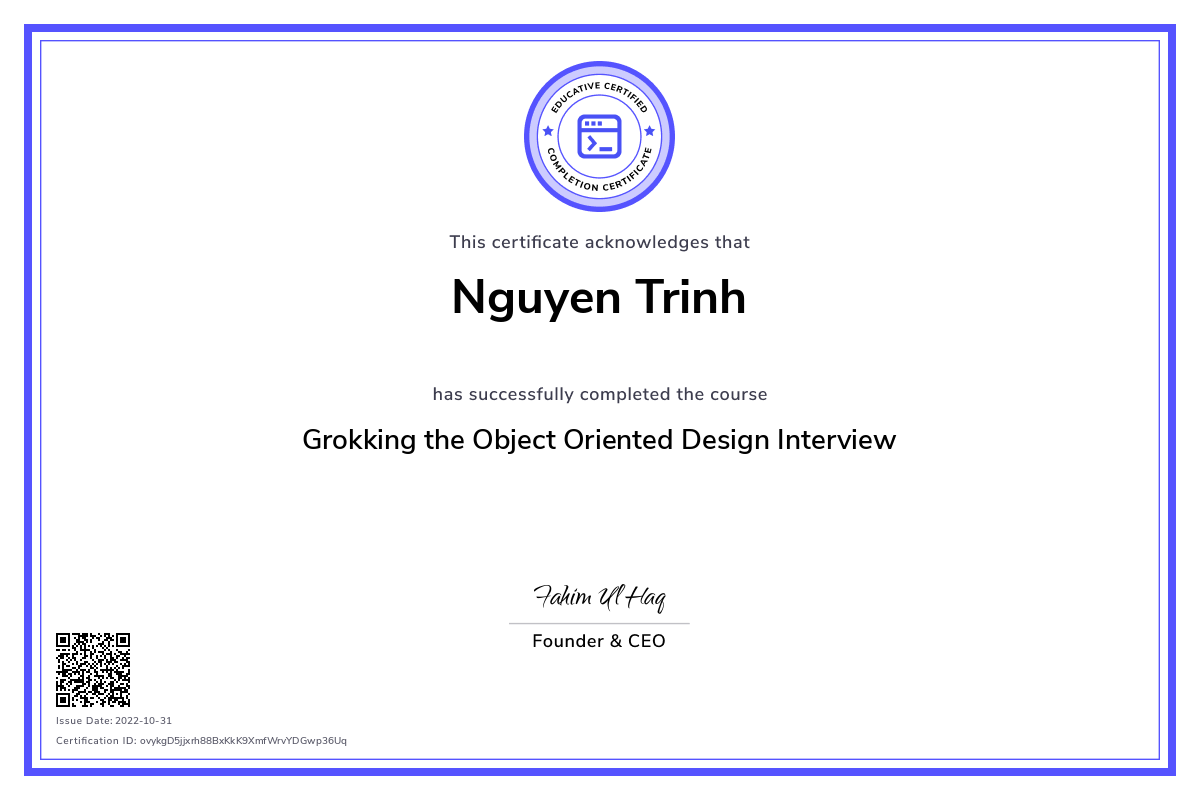 EDUCATIVE CERTIFIED
COMPLETION CERTIFICATE
This certificate acknowledges that
Nguyen Trinh
has successfully completed the course
Grokking the Object Oriented Design Interview
Fahim Ul Haq
Founder & CEO
Issue Date: 2022-10-31
Certification ID: ovykgD5jjxrh88BxKkK9XmfWrvYDGwp36Uq